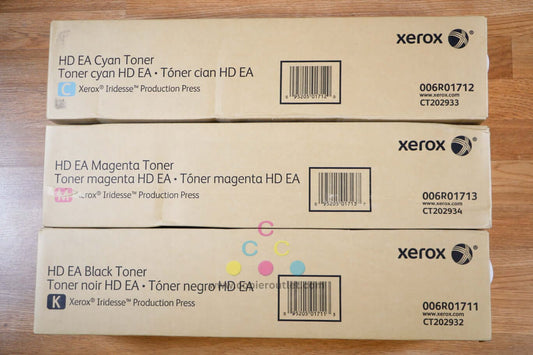 HD EA Cyan Toner
Toner cyan HD EA • Tóner cian HD EA
C Xerox® Iridesse™ Production Press
xerox
006R01712
www.xerox.com
CT202933
HD EA Magenta Toner
Toner magenta HD EA • Tóner magenta HD EA
M Xerox® Iridesse™ Production Press
xerox
006R01713
www.xerox.com
CT202934
HD EA Black Toner
Toner noir HD EA • Tóner negro HD EA
K Xerox® Iridesse™ Production Press
xerox
006R01711
www.xerox.com
CT202932
C
C C
www.copieroutlet.com